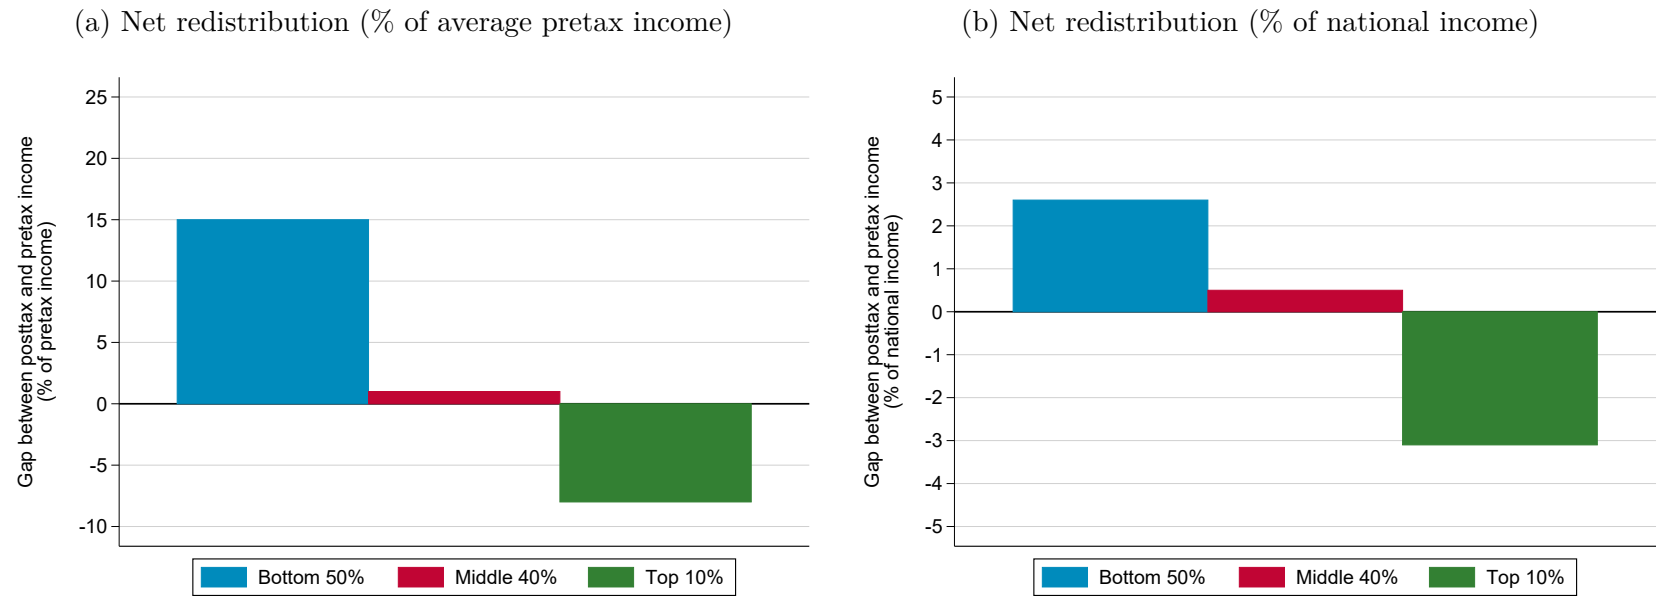 (a) Net redistribution (% of average pretax income)
Gap between posttax and pretax income
(% of pretax income)
25
20
15
10
5
0
-5
-10
Bottom 50% Middle 40% Top 10%
(b) Net redistribution (% of national income)
Gap between posttax and pretax income
(% of national income)
5
4
3
2
1
0
-1
-2
-3
-4
-5
Bottom 50% Middle 40% Top 10%